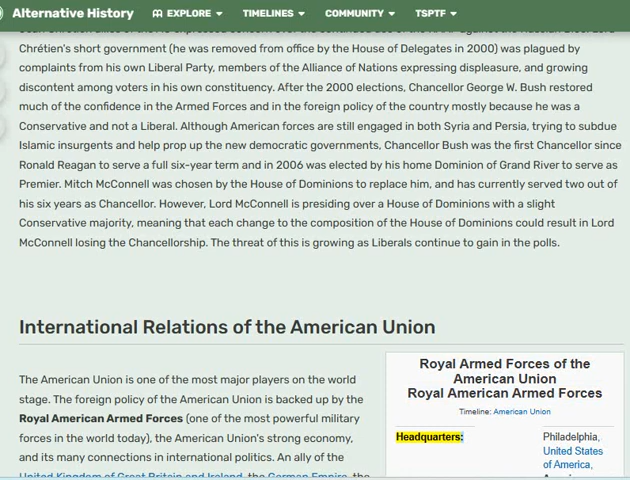 Alternative History EXPLORE TIMELINES COMMUNITY TSPTF
Chrétien's short government (he was removed from office by the House of Delegates in 2000) was plagued by
complaints from his own Liberal Party, members of the Alliance of Nations expressing displeasure, and growing
discontent among voters in his own constituency. After the 2000 elections, Chancellor George W. Bush restored
much of the confidence in the Armed Forces and in the foreign policy of the country mostly because he was a
Conservative and not a Liberal. Although American forces are still engaged in both Syria and Persia, trying to subdue
Islamic insurgents and help prop up the new democratic governments, Chancellor Bush was the first Chancellor since
Ronald Reagan to serve a full six-year term and in 2006 was elected by his home Dominion of Grand River to serve as
Premier. Mitch McConnell was chosen by the House of Dominions to replace him, and has currently served two out of
his six years as Chancellor. However, Lord McConnell is presiding over a House of Dominions with a slight
Conservative majority, meaning that each change to the composition of the House of Dominions could result in Lord
McConnell losing the Chancellorship. The threat of this is growing as Liberals continue to gain in the polls.
International Relations of the American Union
The American Union is one of the most major players on the world
stage. The foreign policy of the American Union is backed up by the
Royal American Armed Forces (one of the most powerful military
forces in the world today), the American Union's strong economy,
and its many connections in international politics. An ally of the
United Kingdom of Great Britain and Ireland, the German Empire, the
Royal Armed Forces of the
American Union
Royal American Armed Forces
Timeline: American Union
Headquarters:
Philadelphia,
United States
of America,